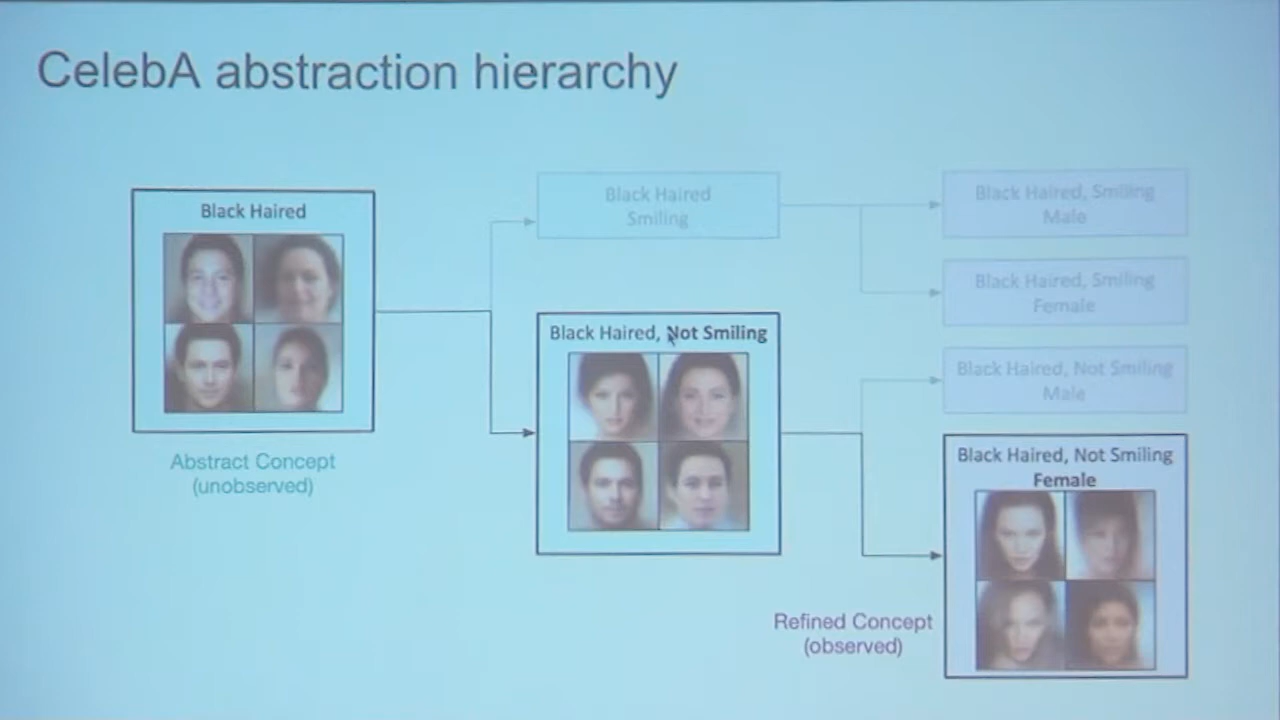 CelebA abstraction hierarchy
Black Haired
Abstract Concept
(unobserved)
Black Haired
Smiling
Black Haired, Not Smiling
Black Haired, Smiling
Male
Black Haired, Smiling
Female
Black Haired, Not Smiling
Male
Black Haired, Not Smiling
Female
Refined Concept
(observed)